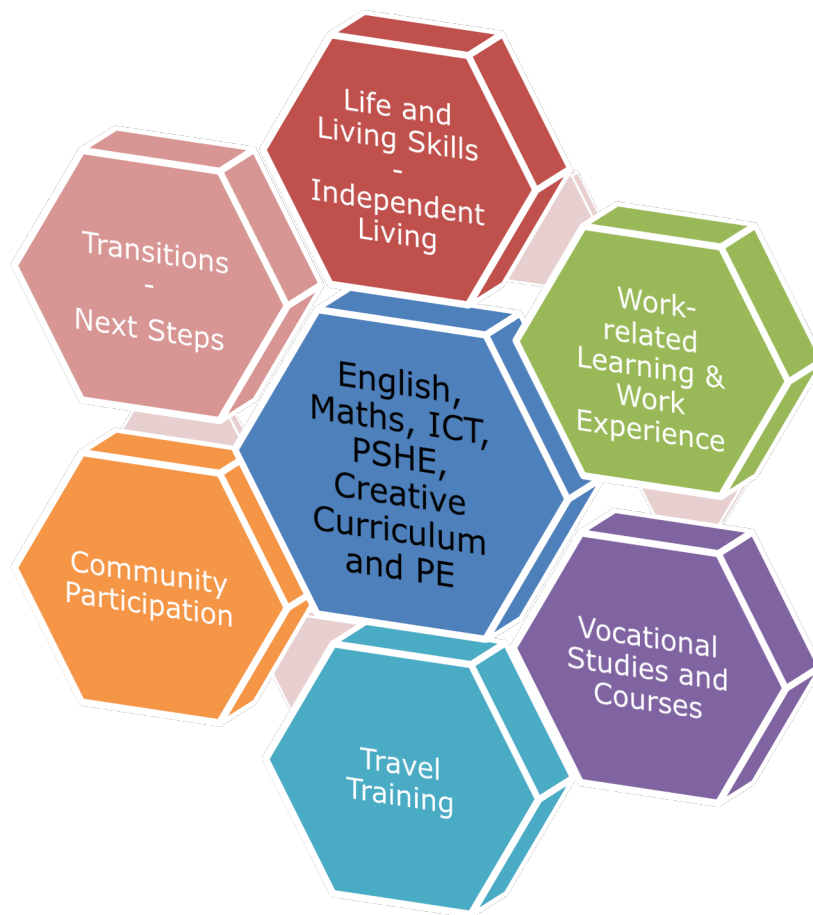 Life and
Living Skills
-
Independent
Living
Transitions
-
Next Steps
Work-
related
Learning &
Work
Experience
English,
Maths, ICT,
PSHE,
Creative
Curriculum
and PE
Community
Participation
Vocational
Studies and
Courses
Travel
Training